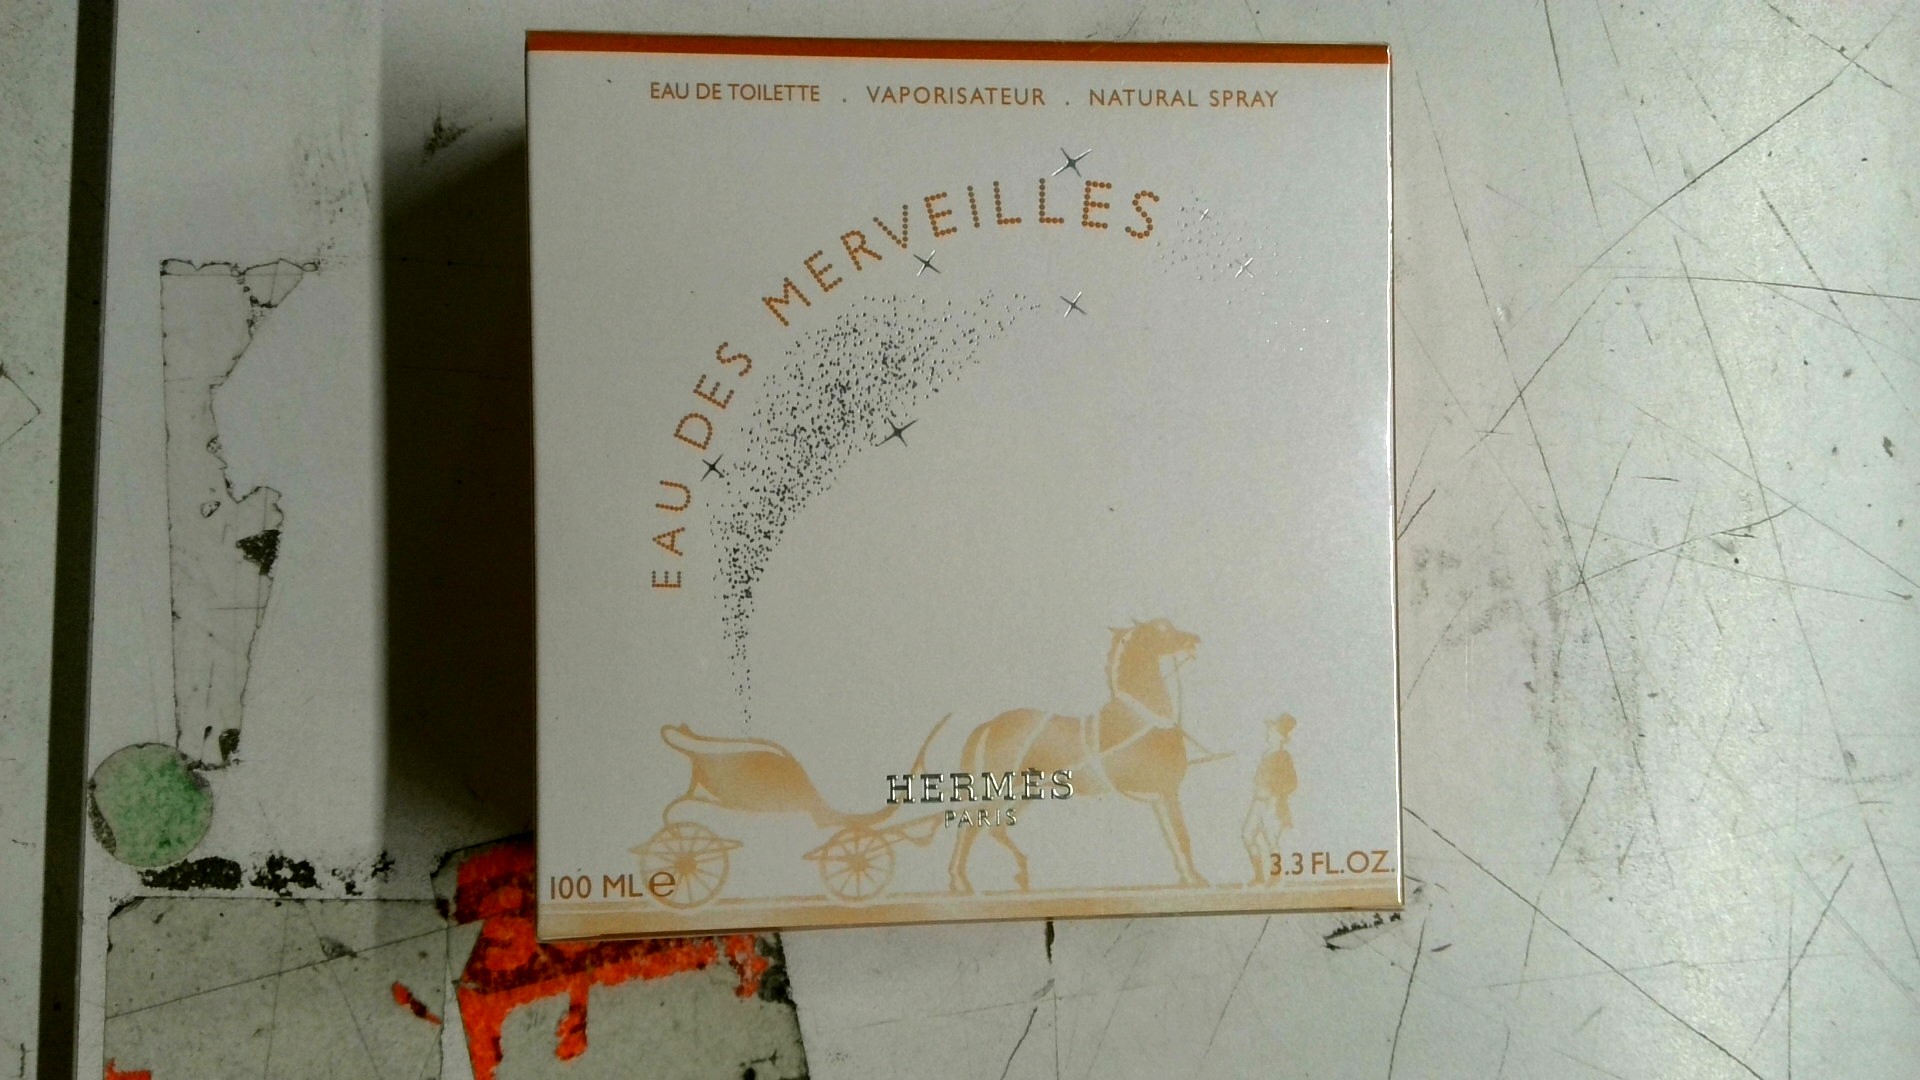 EAU DE TOILETTE . VAPORISATEUR . NATURAL SPRAY
EAU DES MERVEILLES
HERMÈS
PARIS
100 ML e
3.3 FL.OZ.